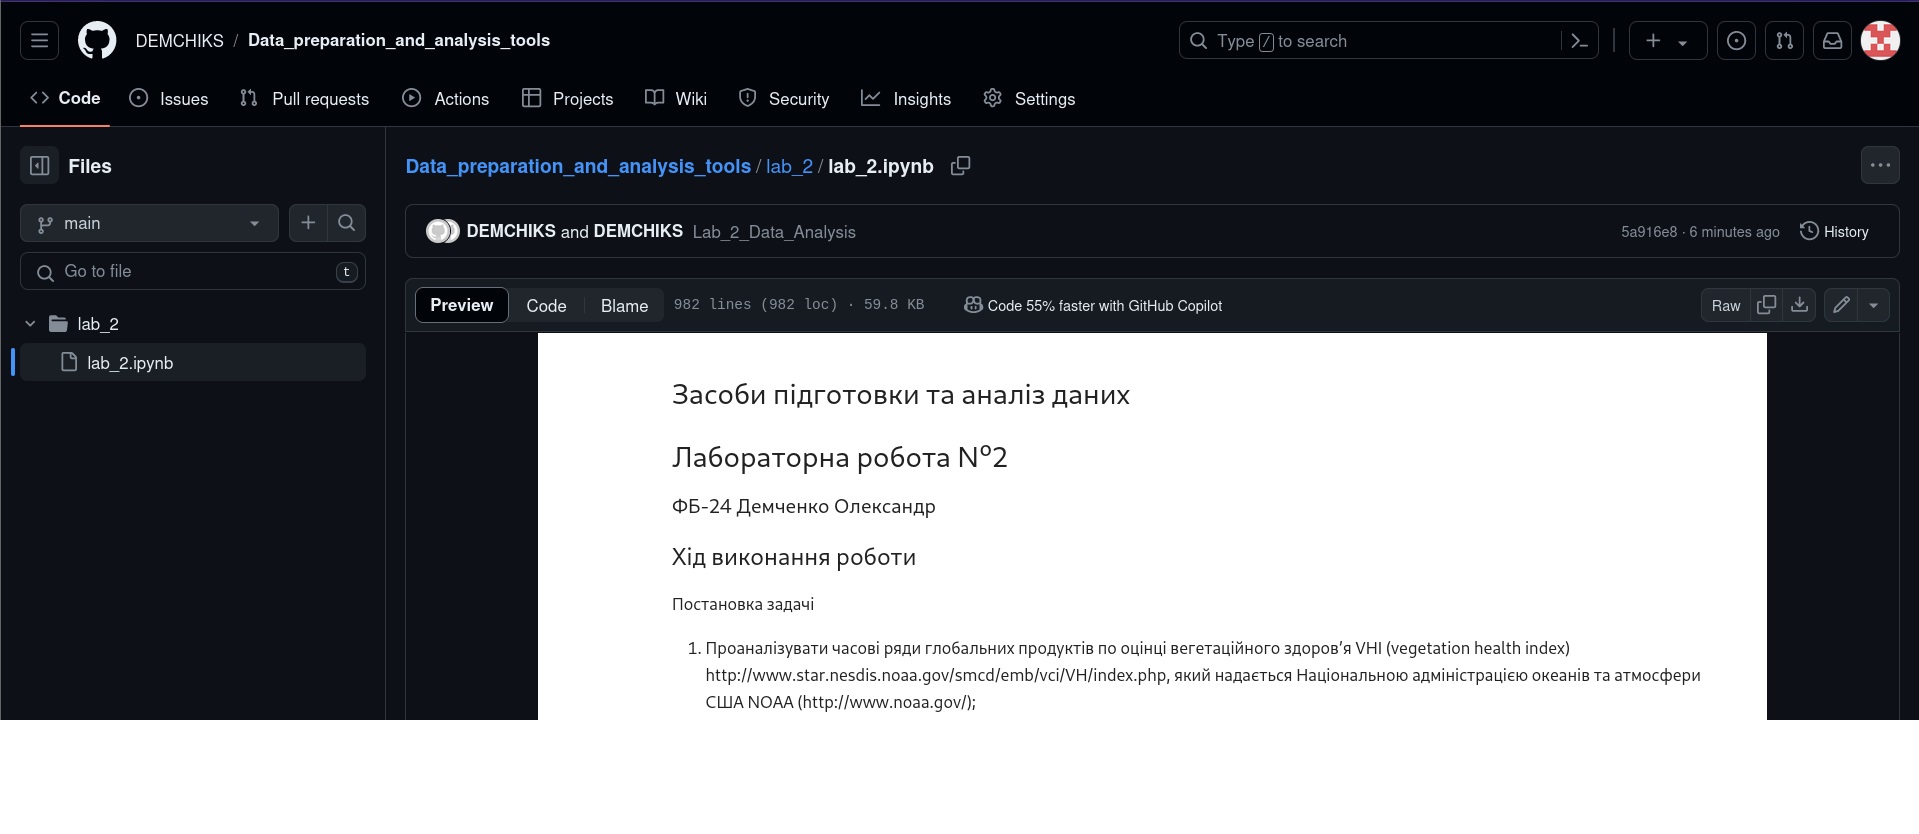 DEMCHIKS / Data_preparation_and_analysis_tools
Type / to search
Code Issues Pull requests Actions Projects Wiki Security Insights Settings
Files
main
Go to file t
lab_2
lab_2.ipynb
Data_preparation_and_analysis_tools / lab_2 / lab_2.ipynb
DEMCHIKS and DEMCHIKS Lab_2_Data_Analysis 5a916e8 · 6 minutes ago History
Preview Code Blame 982 lines (982 loc) · 59.8 KB Code 55% faster with GitHub Copilot Raw
Засоби підготовки та аналіз даних
Лабораторна робота №2
ФБ-24 Демченко Олександр
Хід виконання роботи
Постановка задачі
1. Проаналізувати часові ряди глобальних продуктів по оцінці вегетаційного здоров’я VHI (vegetation health index)
http://www.star.nesdis.noaa.gov/smcd/emb/vci/VH/index.php, який надається Національною адміністрацією океанів та атмосфери
США NOAA (http://www.noaa.gov/);